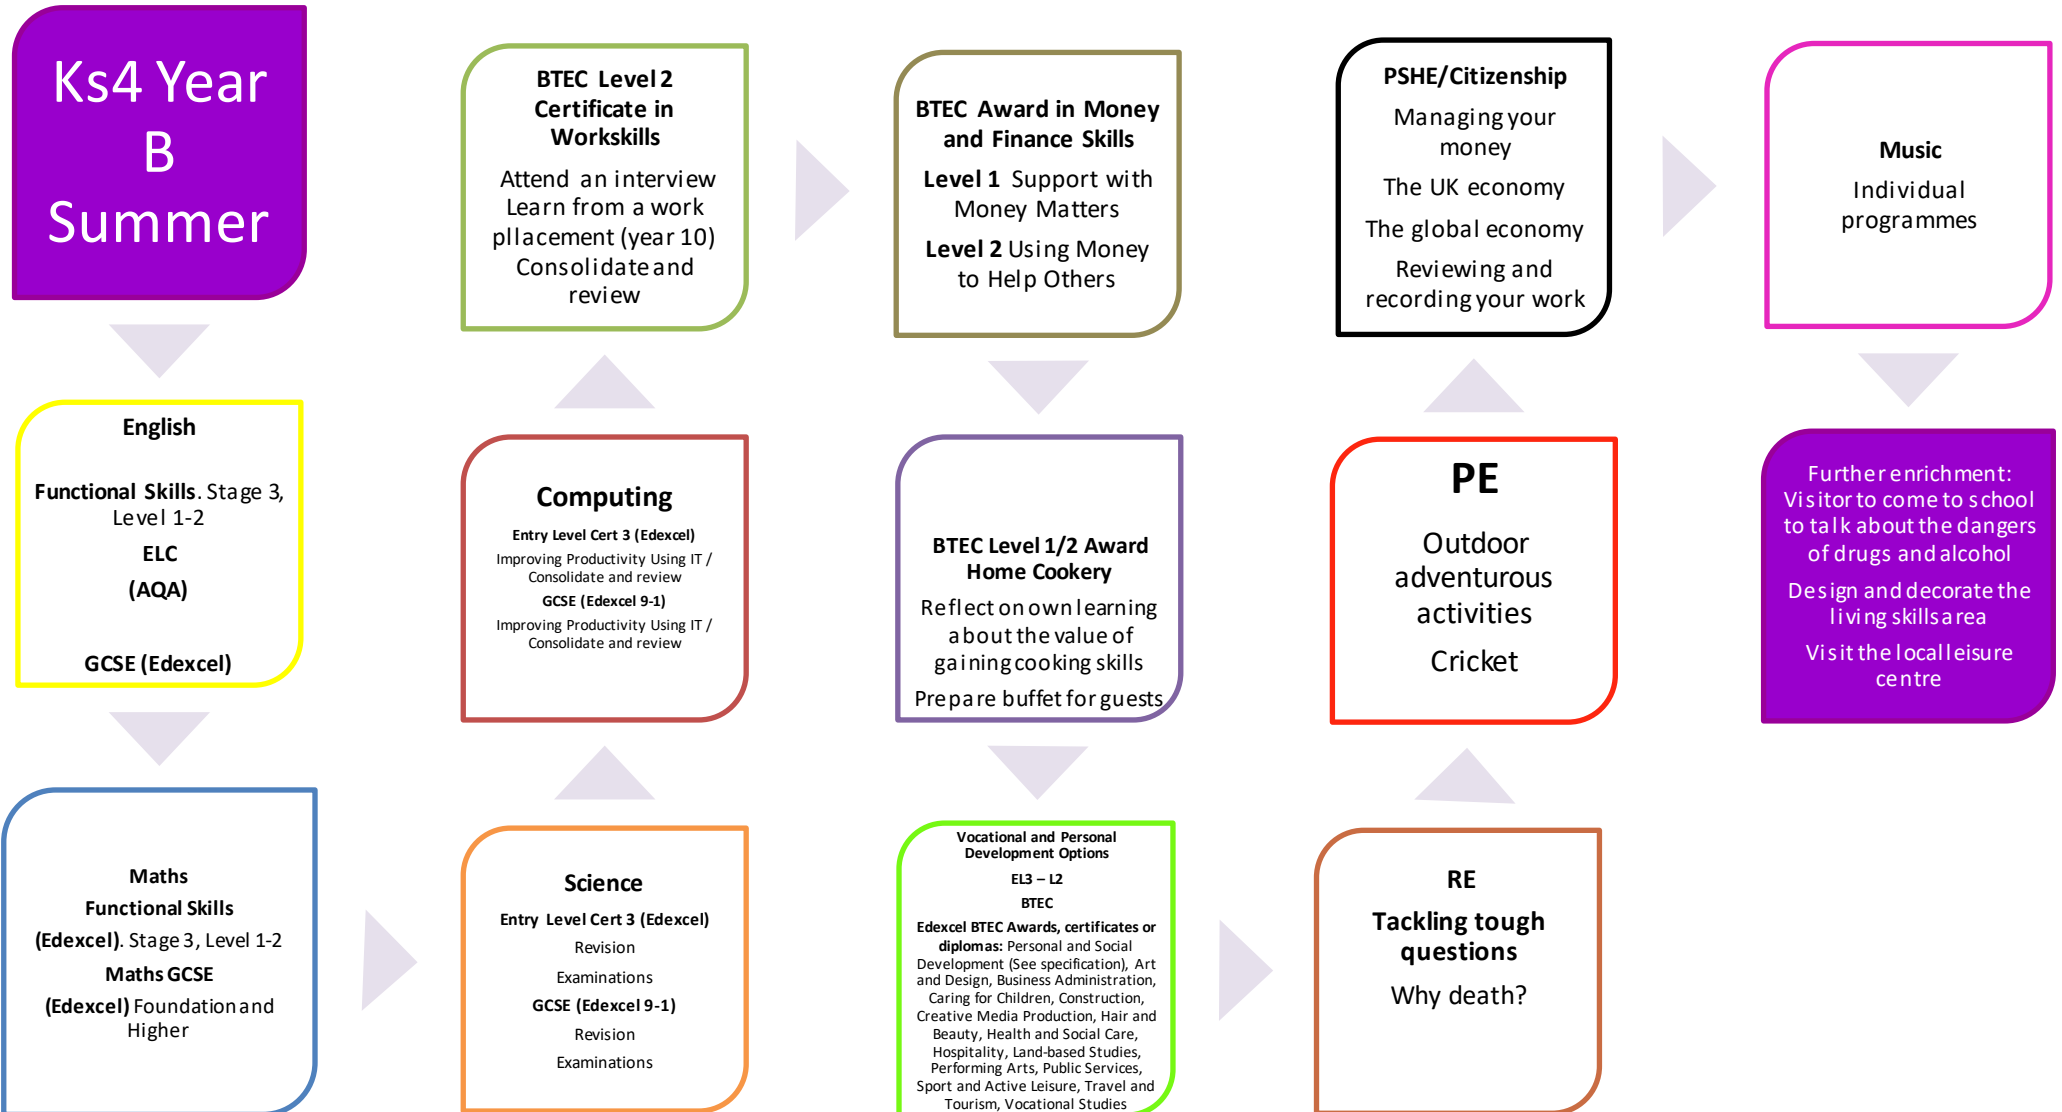 Ks4 Year
B
Summer
English
Functional Skills. Stage 3,
Level 1-2
ELC
(AQA)
GCSE (Edexcel)
Maths
Functional Skills
(Edexcel). Stage 3, Level 1-2
Maths GCSE
(Edexcel) Foundation and
Higher
Science
Entry Level Cert 3 (Edexcel)
Revision
Examinations
GCSE (Edexcel 9-1)
Revision
Examinations
Computing
Entry Level Cert 3 (Edexcel)
Improving Productivity Using IT /
Consolidate and review
GCSE (Edexcel 9-1)
Improving Productivity Using IT /
Consolidate and review
BTEC Level 2
Certificate in
Workskills
Attend an interview
Learn from a work
pllacement (year 10)
Consolidate and
review
BTEC Award in Money
and Finance Skills
Level 1 Support with
Money Matters
Level 2 Using Money
to Help Others
BTEC Level 1/2 Award
Home Cookery
Reflect on own learning
about the value of
gaining cooking skills
Prepare buffet for guests
Vocational and Personal
Development Options
EL3 – L2
BTEC
Edexcel BTEC Awards, certificates or
diplomas: Personal and Social
Development (See specification), Art
and Design, Business Administration,
Caring for Children, Construction,
Creative Media Production, Hair and
Beauty, Health and Social Care,
Hospitality, Land-based Studies,
Performing Arts, Public Services,
Sport and Active Leisure, Travel and
Tourism, Vocational Studies
RE
Tackling tough
questions
Why death?
PE
Outdoor
adventurous
activities
Cricket
PSHE/Citizenship
Managing your
money
The UK economy
The global economy
Reviewing and
recording your work
Music
Individual
programmes
Further enrichment:
Visitor to come to school
to talk about the dangers
of drugs and alcohol
Design and decorate the
living skills area
Visit the local leisure
centre